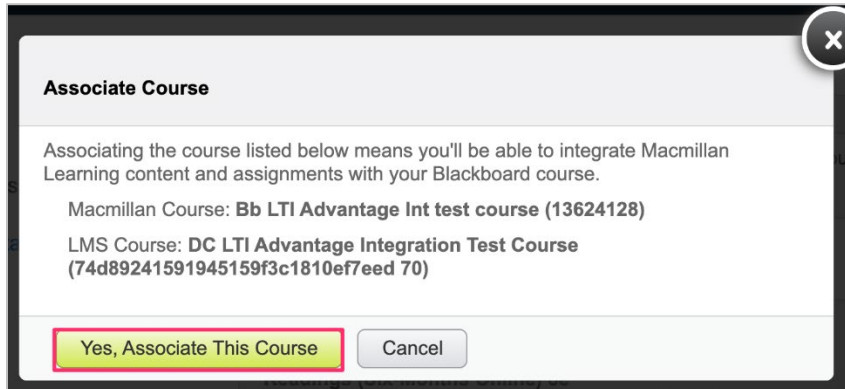 x
Associate Course
Associating the course listed below means you'll be able to integrate Macmillan
Learning content and assignments with your Blackboard course.
Macmillan Course: Bb LTI Advantage Int test course (13624128)
LMS Course: DC LTI Advantage Integration Test Course
(74d89241591945159f3c1810ef7eed 70)
Yes, Associate This Course
Cancel